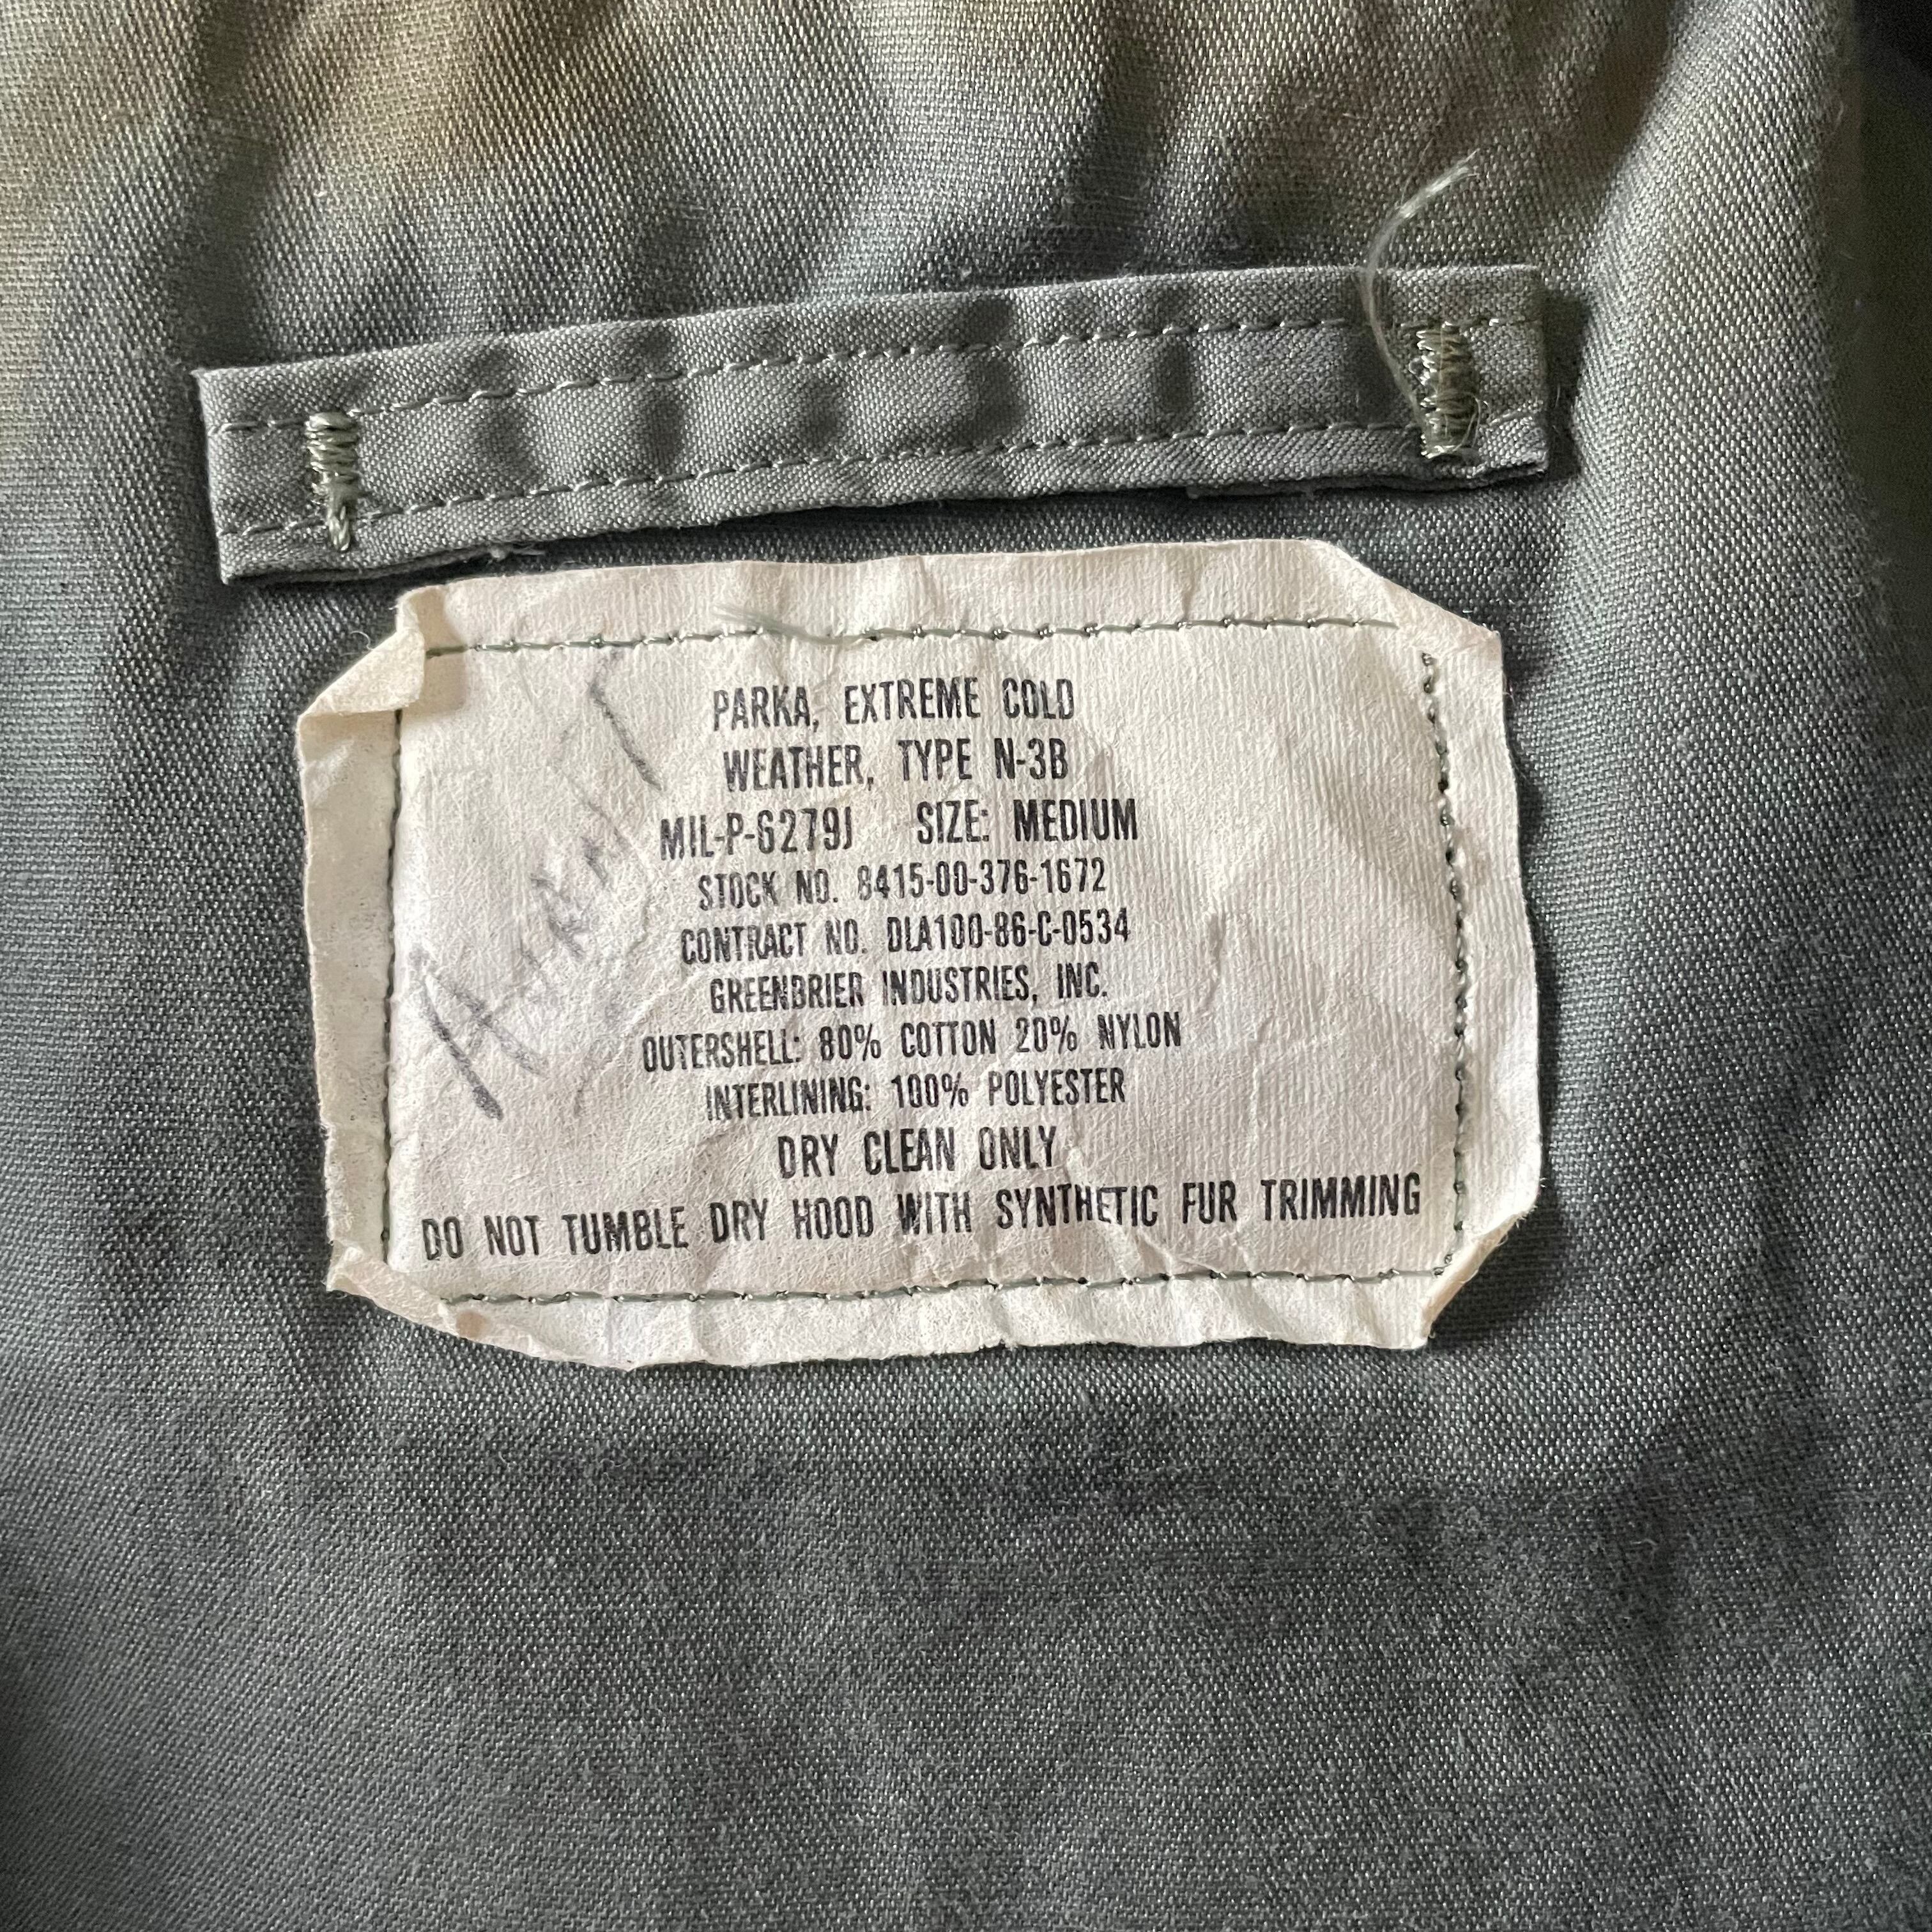 PARKA, EXTREME COLD
WEATHER, TYPE N-3B
MIL-P-6279J SIZE: MEDIUM
STOCK NO. 8415-00-376-1672
CONTRACT NO. DLA100-86-C-0534
GREENBRIER INDUSTRIES, INC.
OUTERSHELL: 80% COTTON 20% NYLON
INTERLINING: 100% POLYESTER
DRY CLEAN ONLY
DO NOT TUMBLE DRY HOOD WITH SYNTHETIC FUR TRIMMING